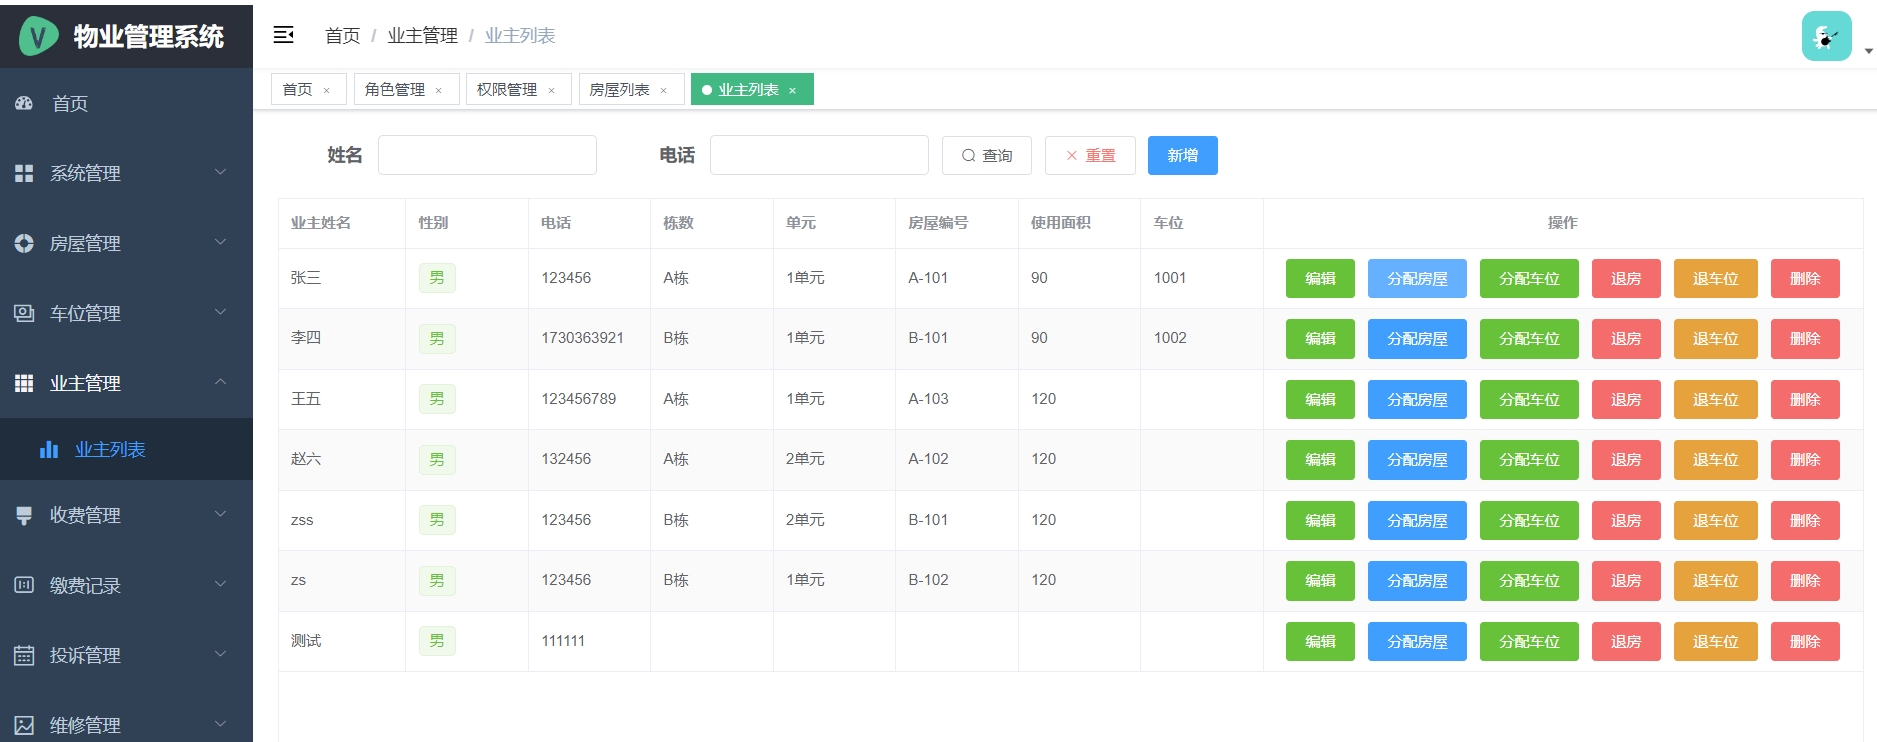 物业管理系统
首页 / 业主管理 / 业主列表
首页 × 角色管理 × 权限管理 × 房屋列表 × 业主列表 ×
首页
系统管理
房屋管理
车位管理
业主管理
业主列表
收费管理
缴费记录
投诉管理
维修管理
姓名 电话 查询 × 重置 新增
业主姓名 性别 电话 栋数 单元 房屋编号 使用面积 车位 操作
张三 男 123456 A栋 1单元 A-101 90 1001 编辑 分配房屋 分配车位 退房 退车位 删除
李四 男 1730363921 B栋 1单元 B-101 90 1002 编辑 分配房屋 分配车位 退房 退车位 删除
王五 男 123456789 A栋 1单元 A-103 120 编辑 分配房屋 分配车位 退房 退车位 删除
赵六 男 132456 A栋 2单元 A-102 120 编辑 分配房屋 分配车位 退房 退车位 删除
zss 男 123456 B栋 2单元 B-101 120 编辑 分配房屋 分配车位 退房 退车位 删除
zs 男 123456 B栋 1单元 B-102 120 编辑 分配房屋 分配车位 退房 退车位 删除
测试 男 111111 编辑 分配房屋 分配车位 退房 退车位 删除